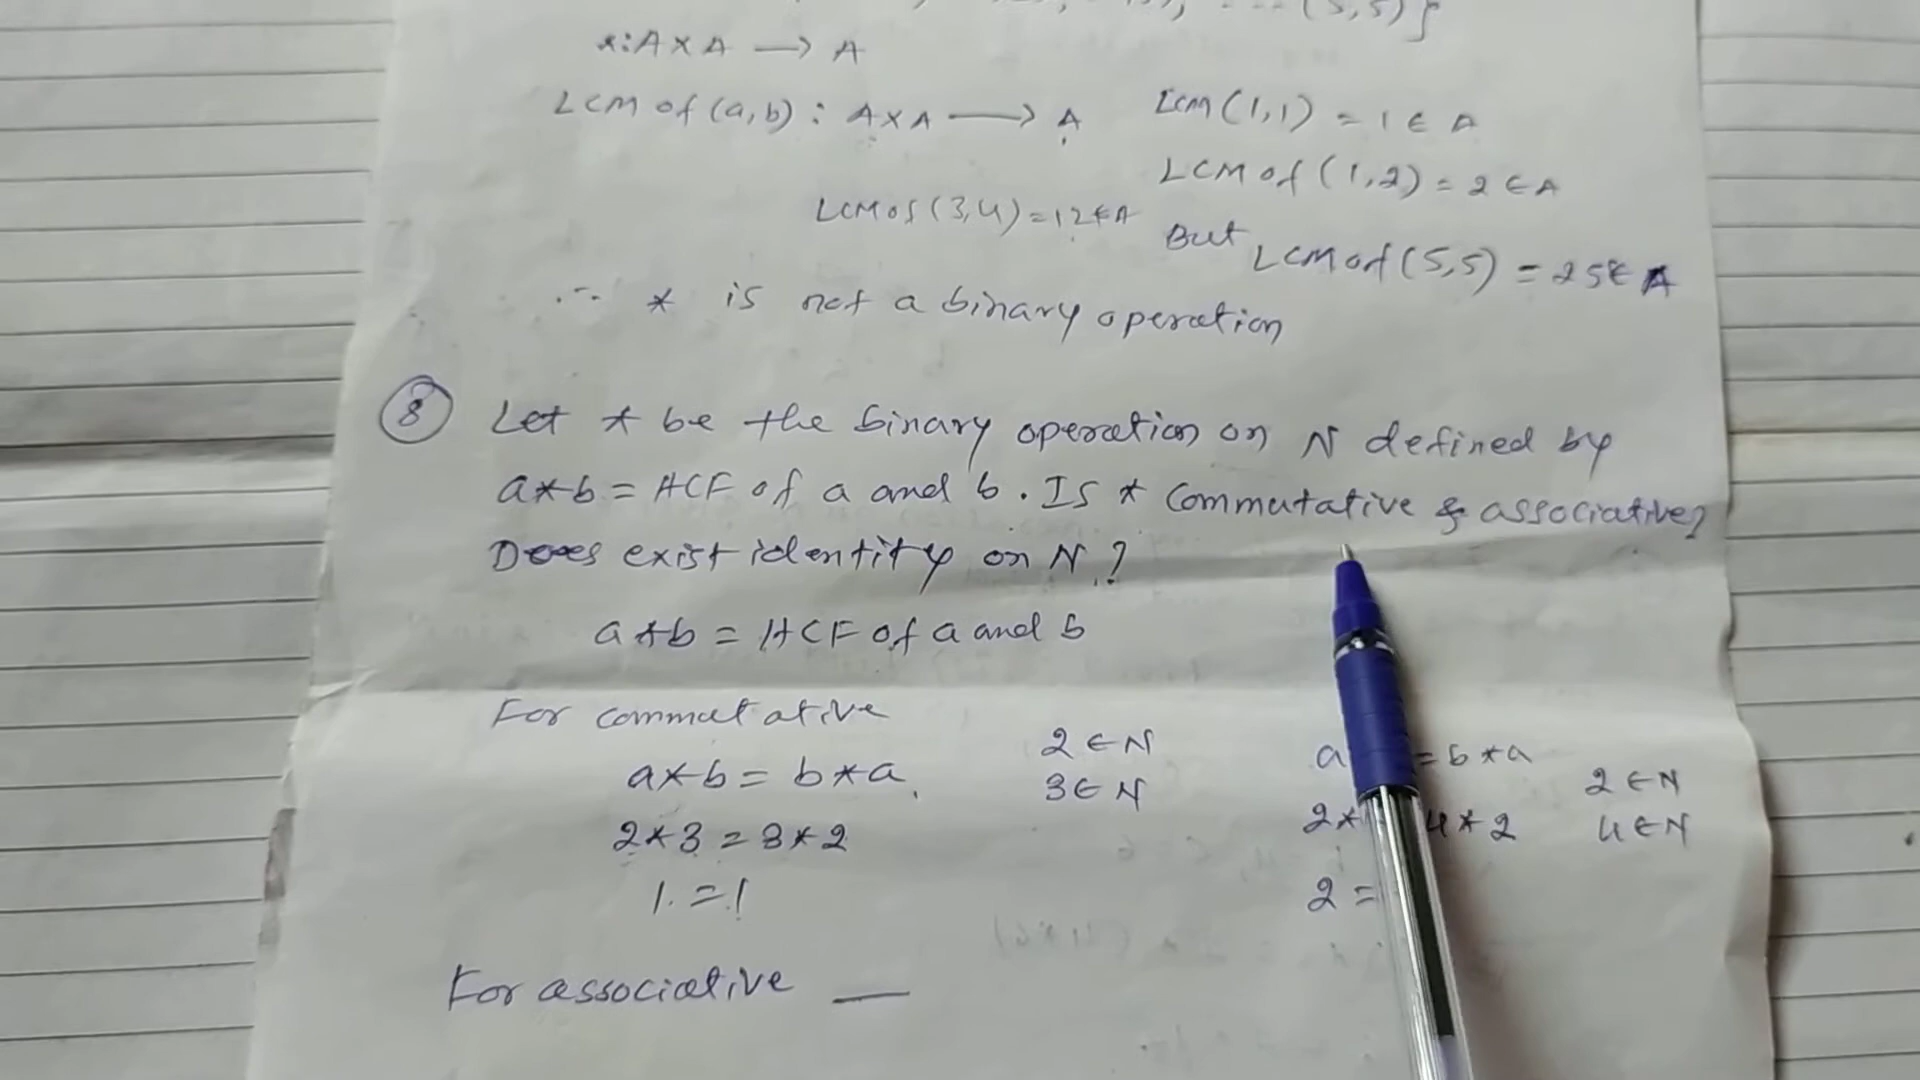 (5,5)}
*: A × A → A
LCM of (a,b) : A × A → A
LCM (1,1) = 1 ∈ A
LCM of (1,2) = 2 ∈ A
LCM of (3,4) = 12 ∉ A
But LCM of (5,5) = 25 ∈ A
∴ * is not a binary operation
8 Let * be the binary operation on N defined by
a*b = HCF of a and b. Is * commutative & associative?
Does exist identity on N?
a*b = HCF of a and b
For commutative
a*b = b*a
2*3 = 3*2
1 = 1
2 ∈ N
3 ∈ N
a = b*a
2* 4*2
2 =
2 ∈ N
4 ∈ N
For associative —